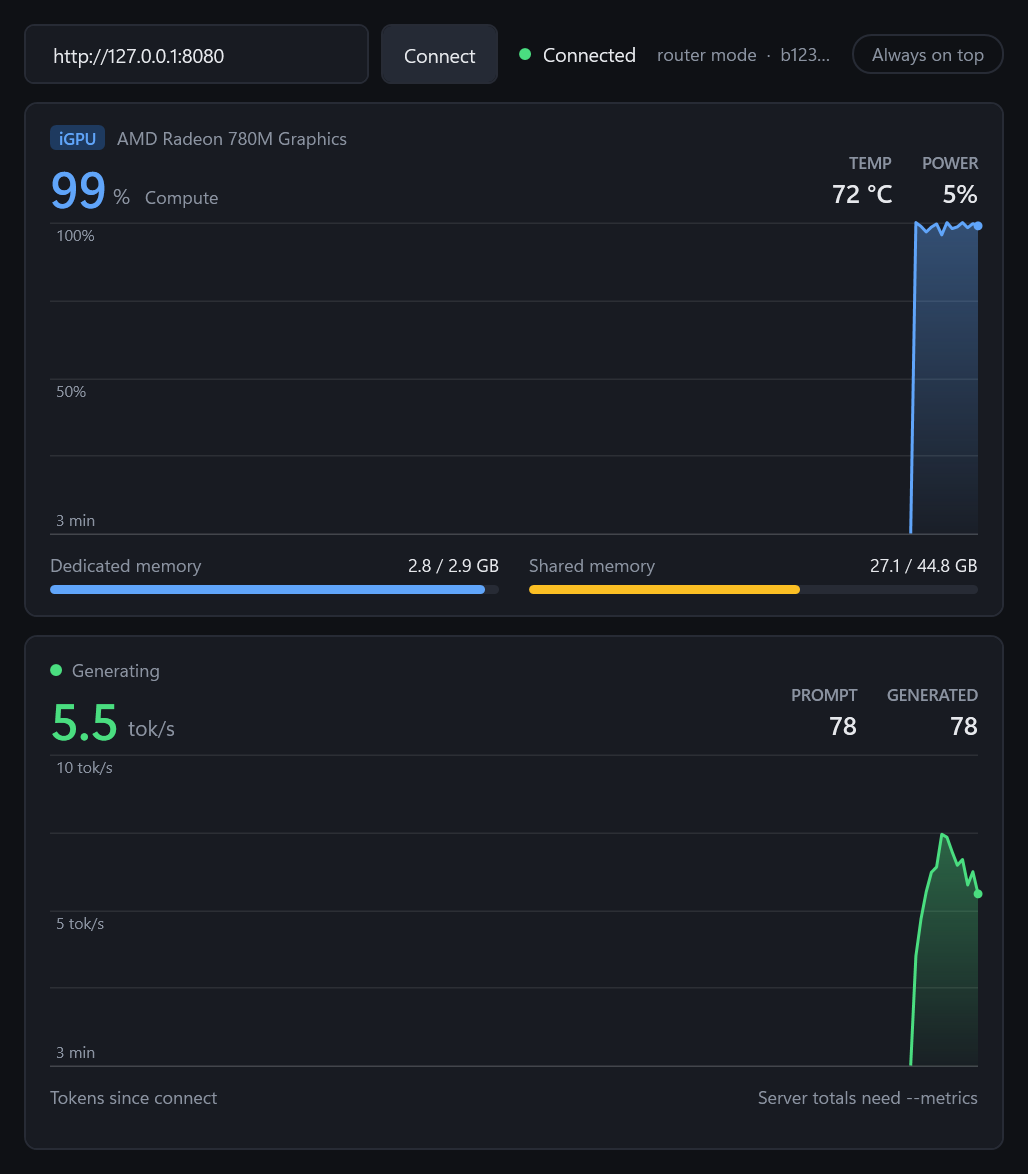 http://127.0.0.1:8080 Connect Connected router mode · b123... Always on top
iGPU AMD Radeon 780M Graphics
99 % Compute
TEMP POWER
72 °C 5%
100%
50%
3 min
Dedicated memory 2.8 / 2.9 GB Shared memory 27.1 / 44.8 GB
Generating
5.5 tok/s
PROMPT GENERATED
78 78
10 tok/s
5 tok/s
3 min
Tokens since connect Server totals need --metrics